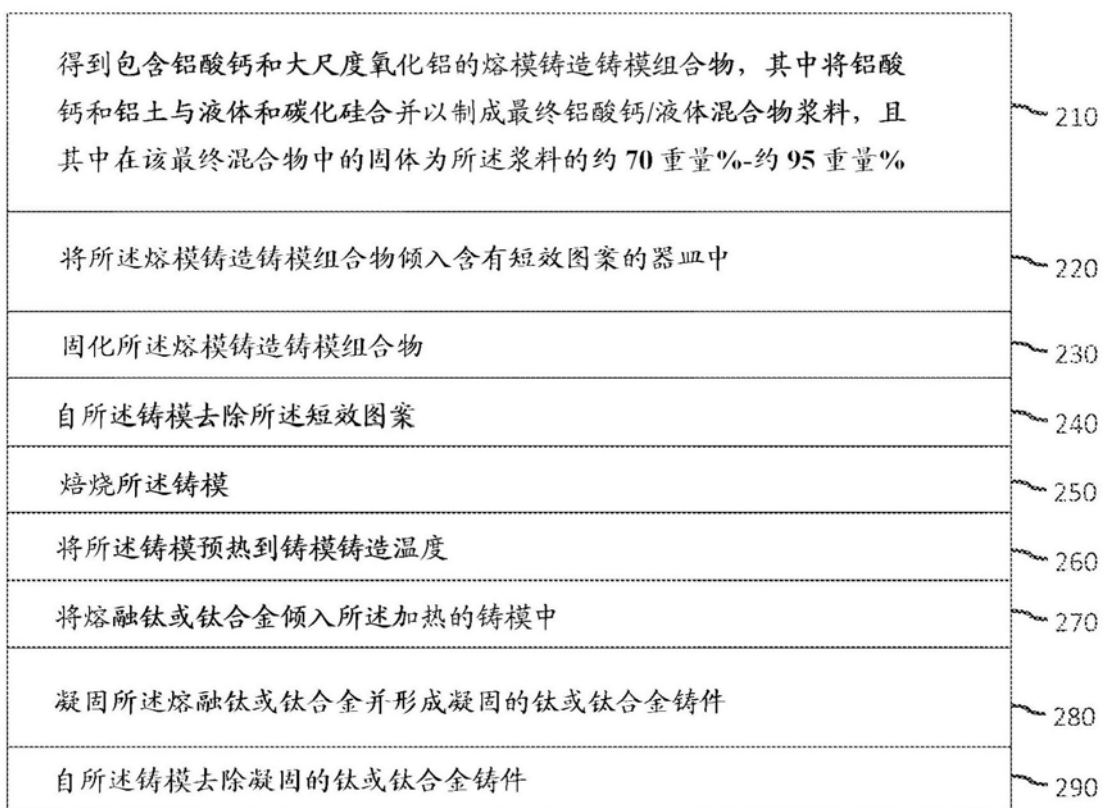 得到包含铝酸钙和大尺度氧化铝的熔模铸造铸模组合物，其中将铝酸
钙和铝土与液体和碳化硅合并以制成最终铝酸钙/液体混合物浆料，且
其中在该最终混合物中的固体为所述浆料的约 70 重量%-约 95 重量%
210
将所述熔模铸造铸模组合物倾入含有短效图案的器皿中
220
固化所述熔模铸造铸模组合物
230
自所述铸模去除所述短效图案
240
焙烧所述铸模
250
将所述铸模预热到铸模铸造温度
260
将熔融钛或钛合金倾入所述加热的铸模中
270
凝固所述熔融钛或钛合金并形成凝固的钛或钛合金铸件
280
自所述铸模去除凝固的钛或钛合金铸件
290